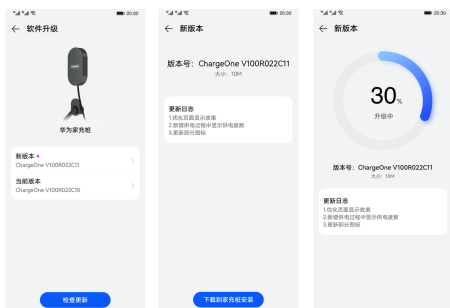 20:30
← 软件升级
华为家充桩
新版本
ChargeOne V100R022C11
当前版本
ChargeOne V100R022C10
检查更新
20:30
← 新版本
版本号：ChargeOne V100R022C11
大小：10M
更新日志
1.优化页面显示效果
2.新增供电过程中显示供电度数
3.更新部分图标
下载到家充桩安装
20:30
← 新版本
30%
升级中
版本号：ChargeOne V100R022C11
大小：10M
更新日志
1.优化页面显示效果
2.新增供电过程中显示供电度数
3.更新部分图标